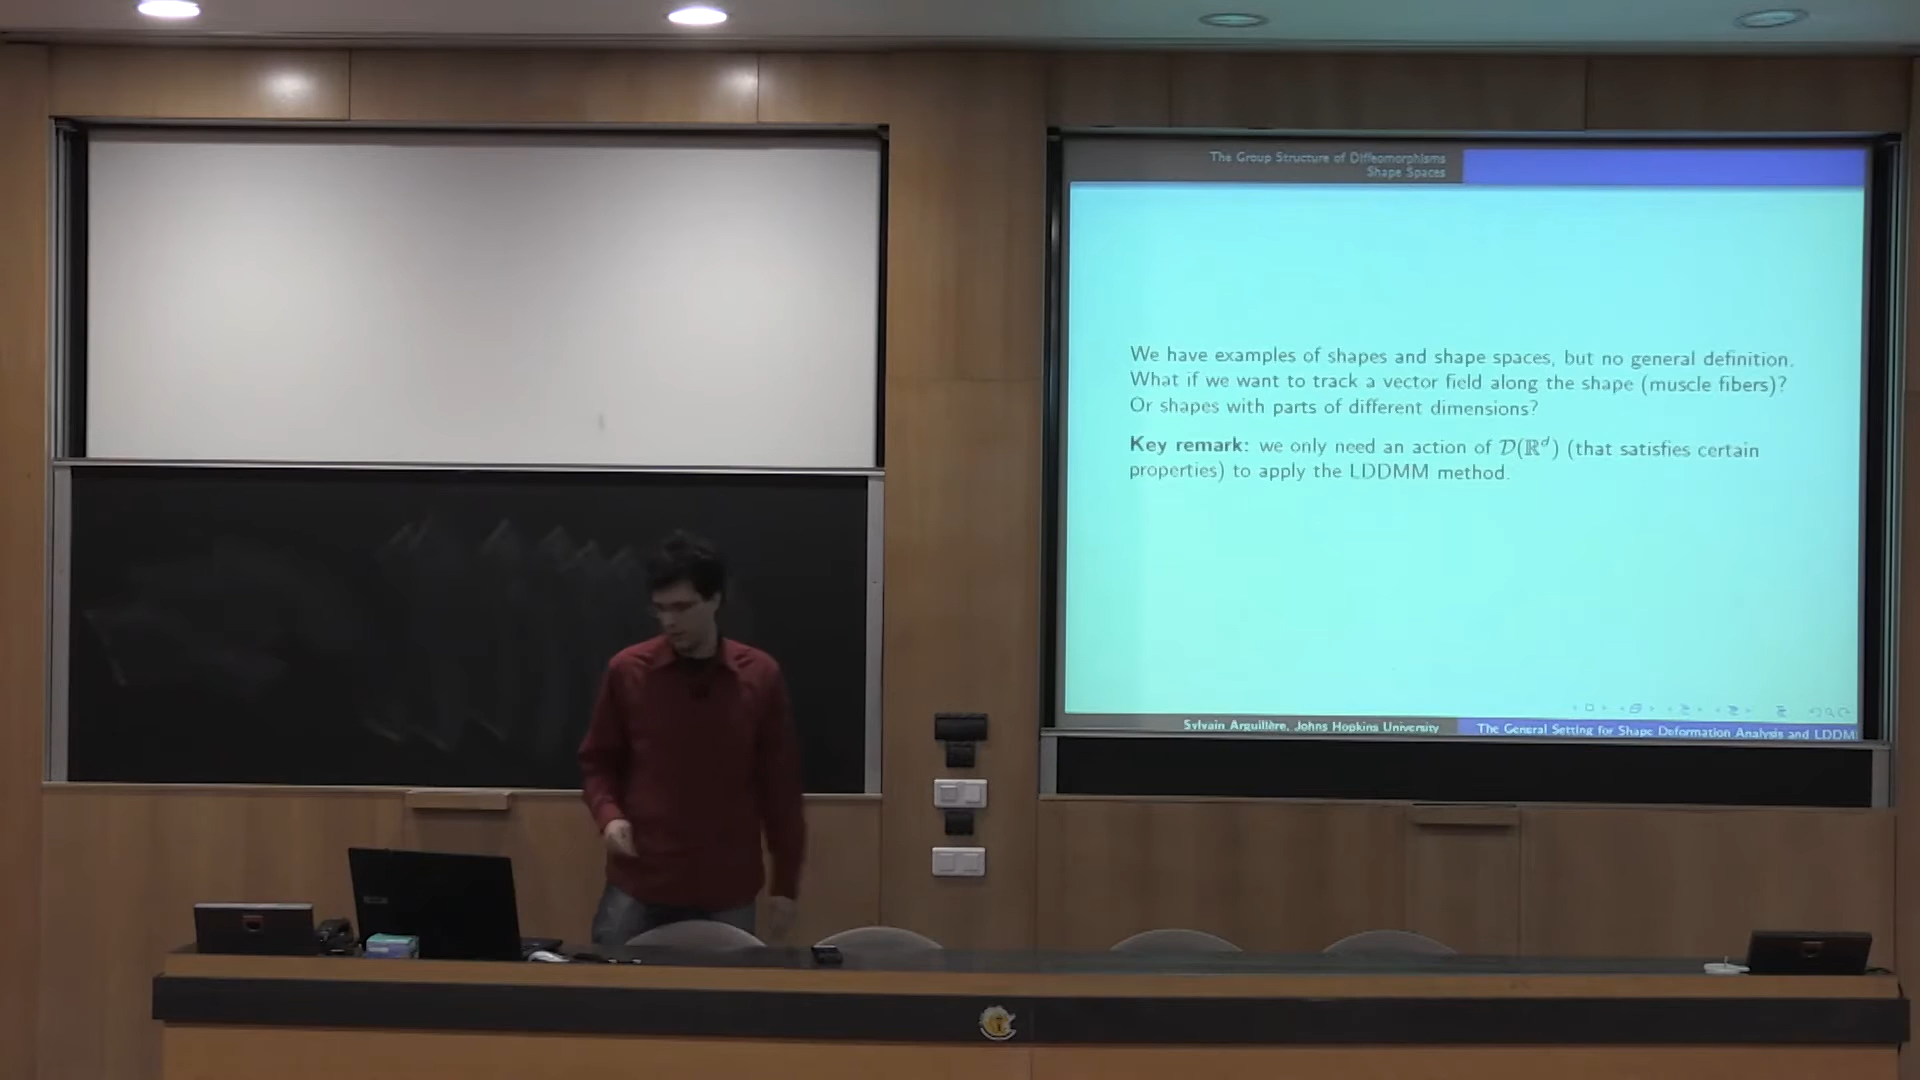 The Group Structure of Diffeomorphisms
Shape Spaces
We have examples of shapes and shape spaces, but no general definition.
What if we want to track a vector field along the shape (muscle fibers)?
Or shapes with parts of different dimensions?
Key remark: we only need an action of 𝒟(ℝᵈ) (that satisfies certain
properties) to apply the LDDMM method.
Sylvain Arguillère, Johns Hopkins University
The General Setting for Shape Deformation Analysis and LDDM